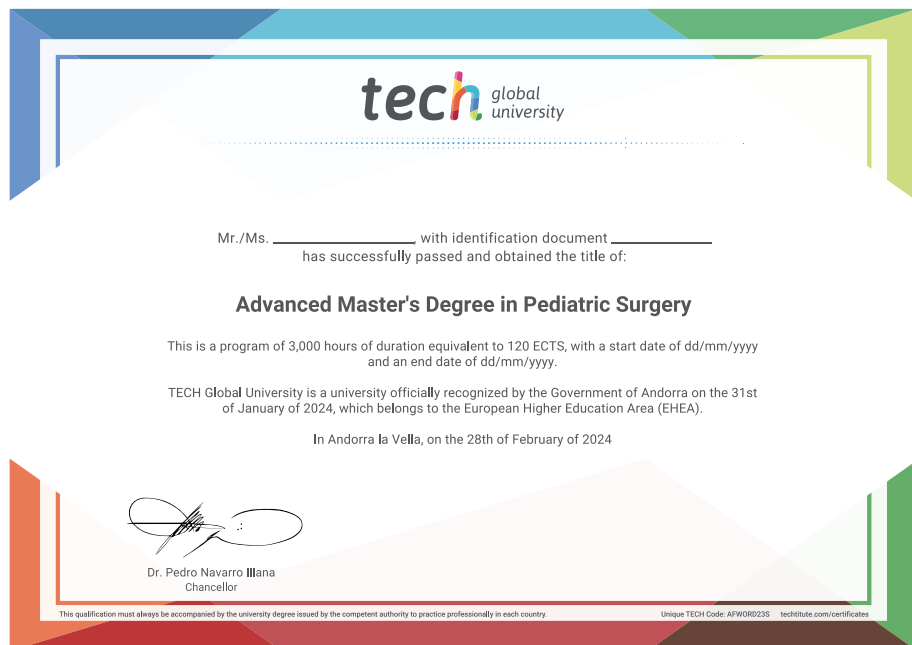 tech global
university
Mr./Ms. ____________, with identification document ____________
has successfully passed and obtained the title of:
Advanced Master's Degree in Pediatric Surgery
This is a program of 3,000 hours of duration equivalent to 120 ECTS, with a start date of dd/mm/yyyy
and an end date of dd/mm/yyyy.
TECH Global University is a university officially recognized by the Government of Andorra on the 31st
of January of 2024, which belongs to the European Higher Education Area (EHEA).
In Andorra la Vella, on the 28th of February of 2024
Dr. Pedro Navarro Illana
Chancellor
This qualification must always be accompanied by the university degree issued by the competent authority to practice professionally in each country.
Unique TECH Code: AFWORD23S techtitute.com/certificates